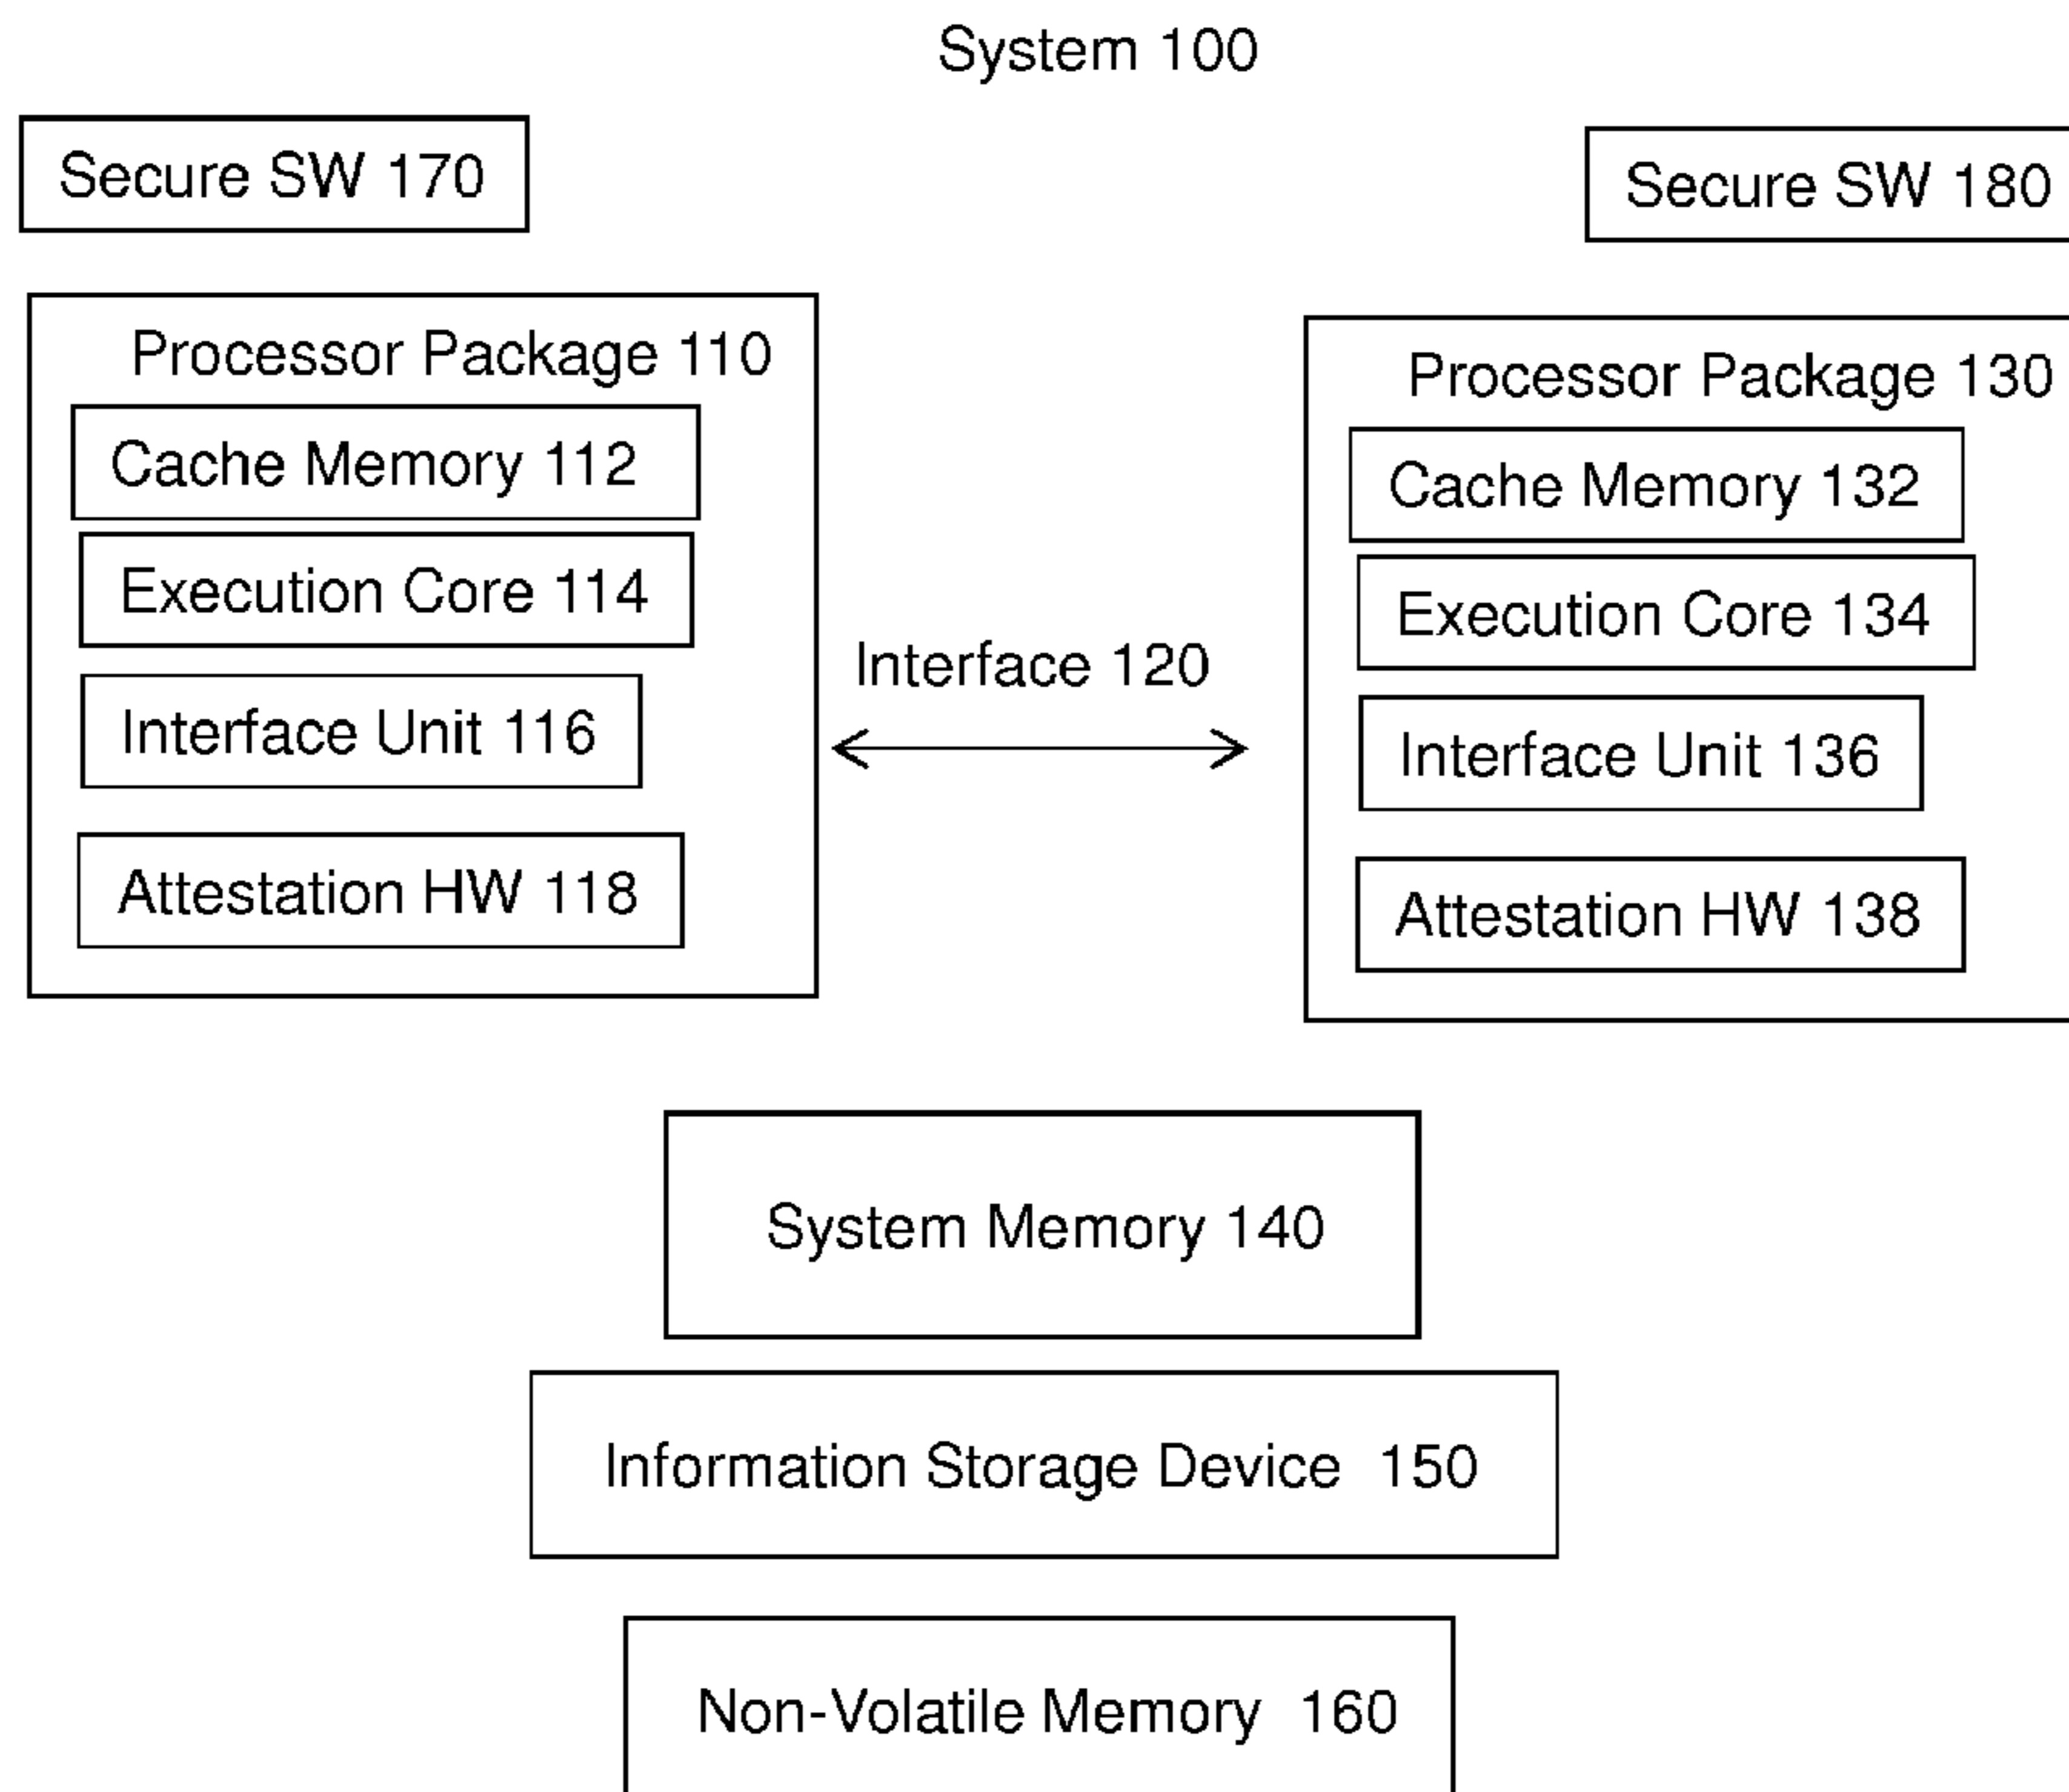 System 100
Secure SW 170
Secure SW 180
Processor Package 110
Cache Memory 112
Execution Core 114
Interface Unit 116
Attestation HW 118
Interface 120
Processor Package 130
Cache Memory 132
Execution Core 134
Interface Unit 136
Attestation HW 138
System Memory 140
Information Storage Device 150
Non-Volatile Memory 160